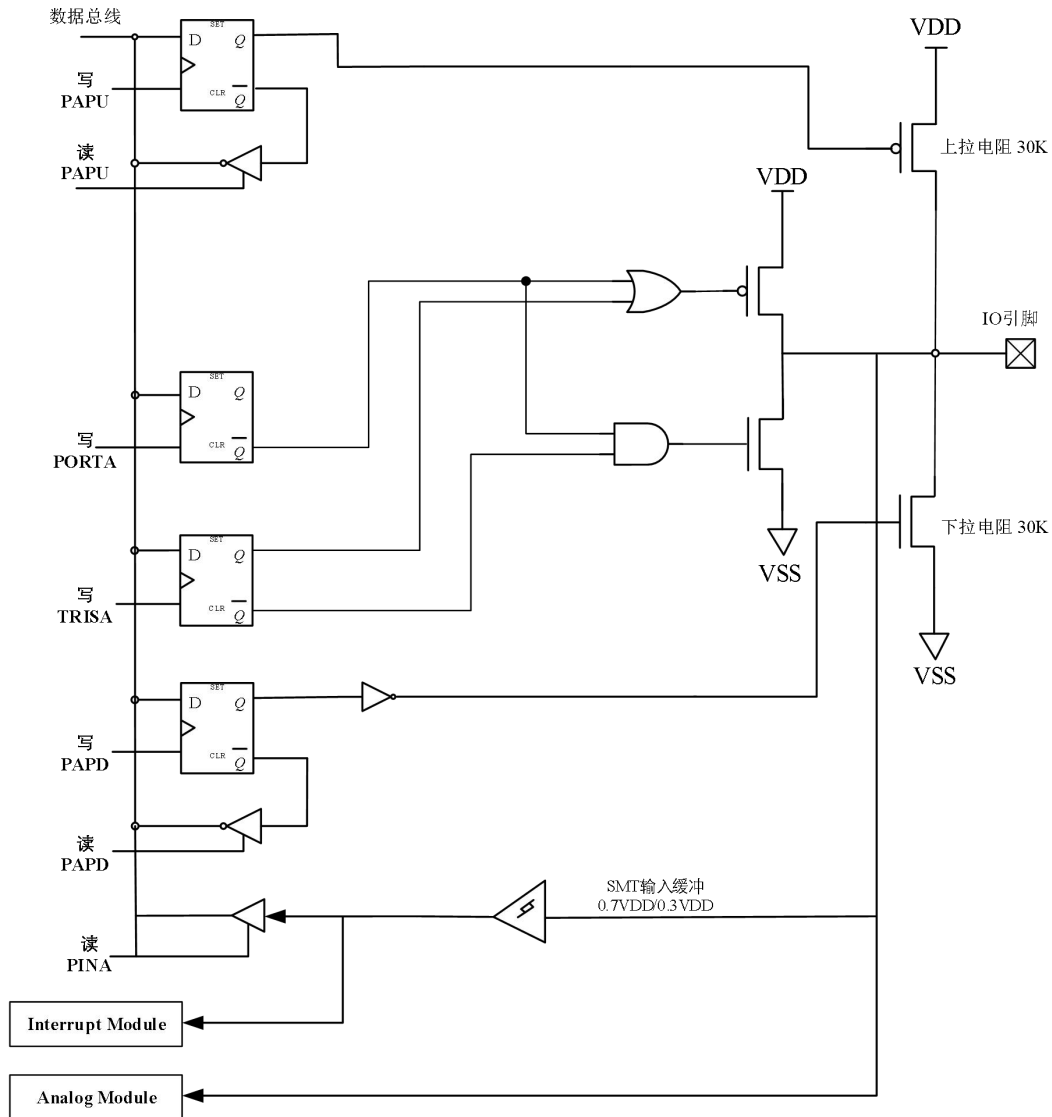 数据总线
SET
D
Q
CLR
Q
写
PAPU
读
PAPU
VDD
上拉电阻 30K
VDD
IO引脚
SET
D
Q
CLR
Q
写
PORTA
SET
D
Q
CLR
Q
写
TRISA
下拉电阻 30K
VSS
VSS
SET
D
Q
CLR
Q
写
PAPD
读
PAPD
SMT输入缓冲
0.7VDD/0.3VDD
读
PINA
Interrupt Module
Analog Module